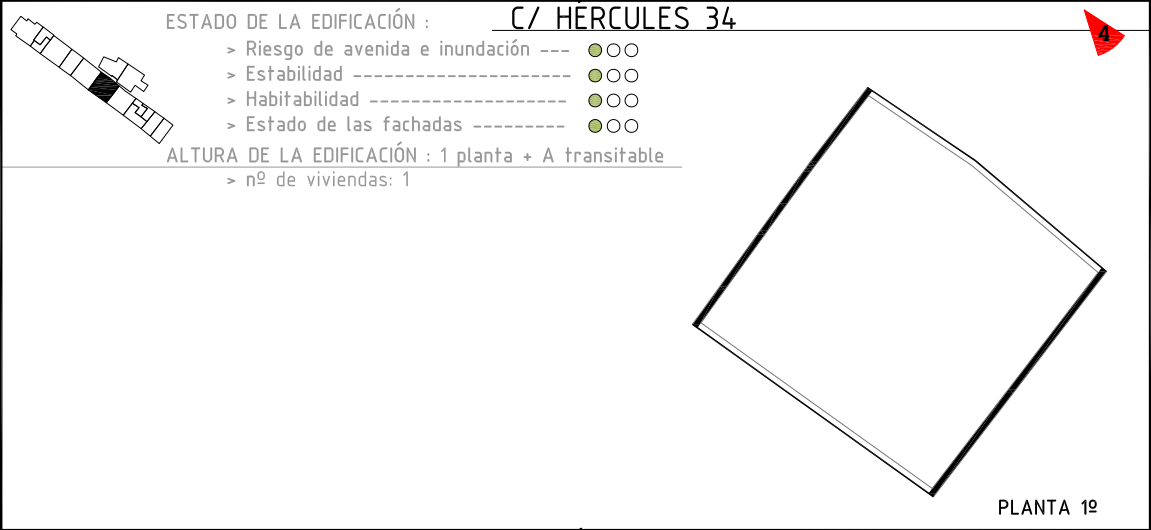 C/ HERCULES 34
4
ESTADO DE LA EDIFICACIÓN :
> Riesgo de avenida e inundación ---
> Estabilidad ---------------------
> Habitabilidad -------------------
> Estado de las fachadas ---------
ALTURA DE LA EDIFICACIÓN : 1 planta + A transitable
> nº de viviendas: 1
PLANTA 1º